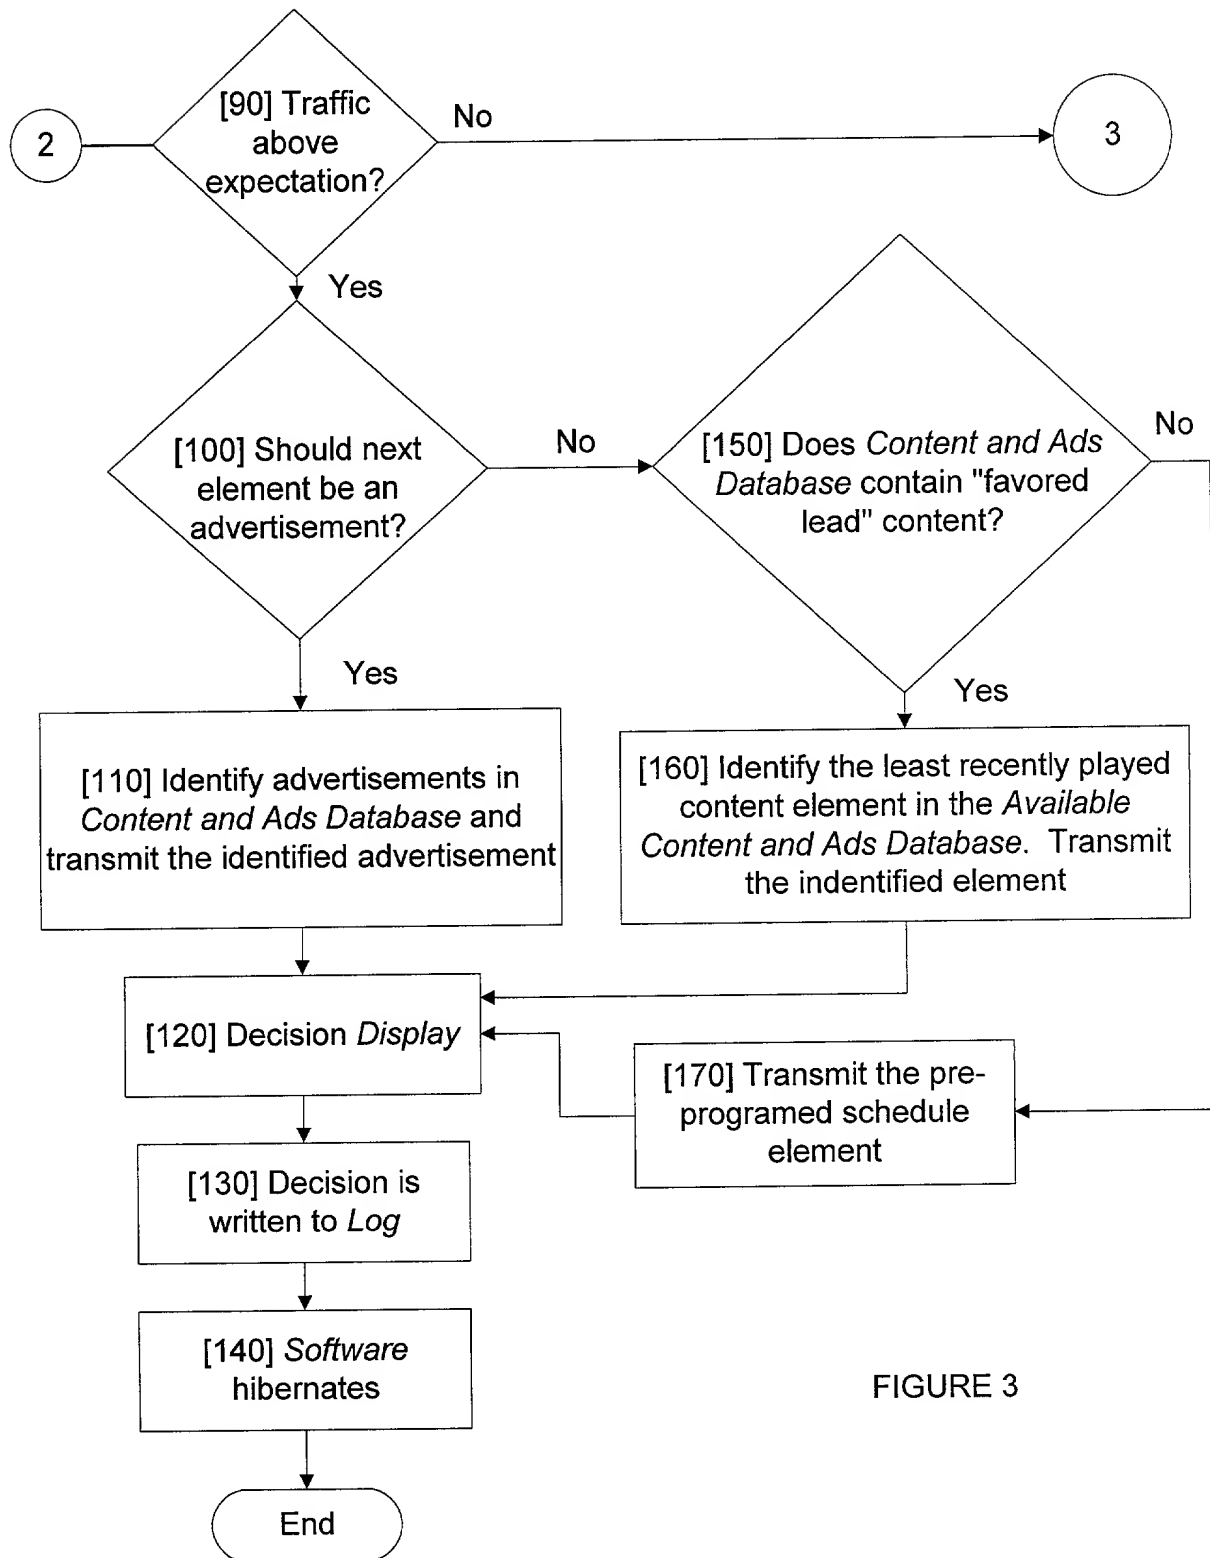 2
[90] Traffic
above
expectation?
No
3
Yes
[100] Should next
element be an
advertisement?
No
[150] Does Content and Ads
Database contain "favored
lead" content?
No
Yes
Yes
[110] Identify advertisements in
Content and Ads Database and
transmit the identified advertisement
[160] Identify the least recently played
content element in the Available
Content and Ads Database. Transmit
the indentified element
[120] Decision Display
[170] Transmit the pre-
programed schedule
element
[130] Decision is
written to Log
[140] Software
hibernates
FIGURE 3
End